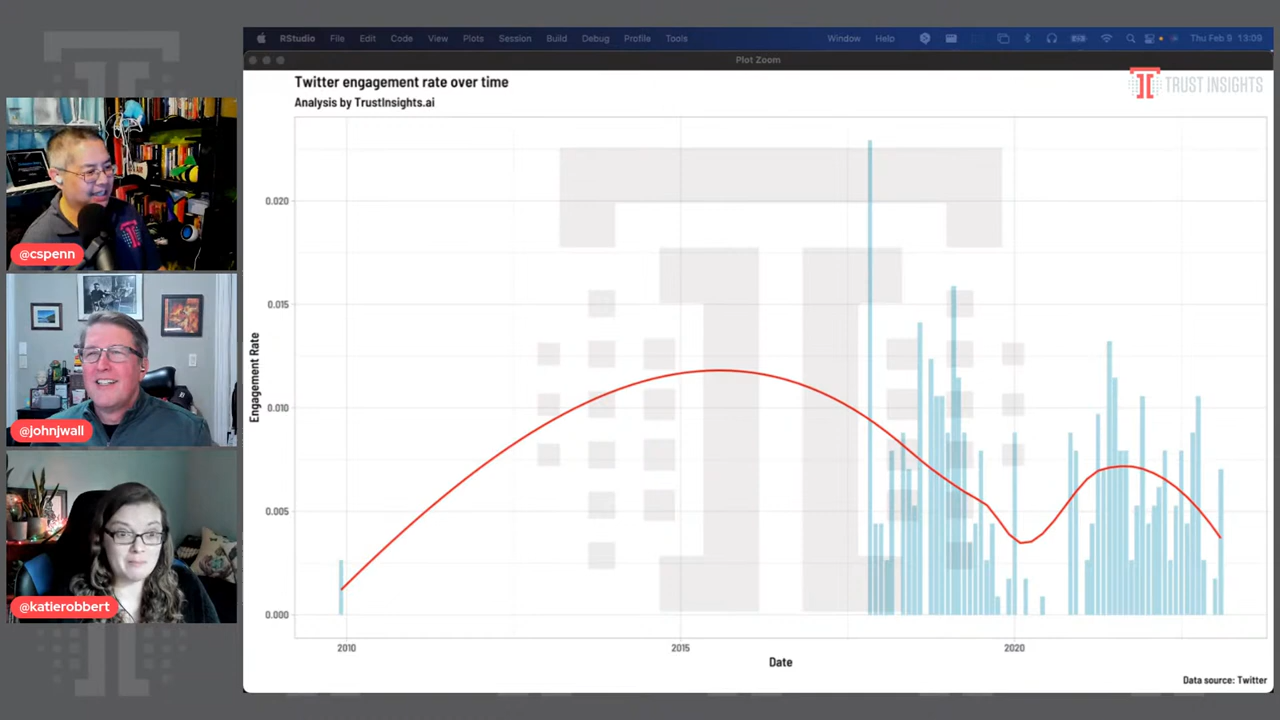 RStudio File Edit Code View Plots Session Build Debug Profile Tools Window Help Thu Feb 9 13:09
Plot Zoom
Twitter engagement rate over time
Analysis by TrustInsights.ai
TRUST INSIGHTS
@cspenn
@johnjwall
@katierobbert
Engagement Rate
0.020
0.015
0.010
0.005
0.000
2010 2015 2020
Date
Data source: Twitter